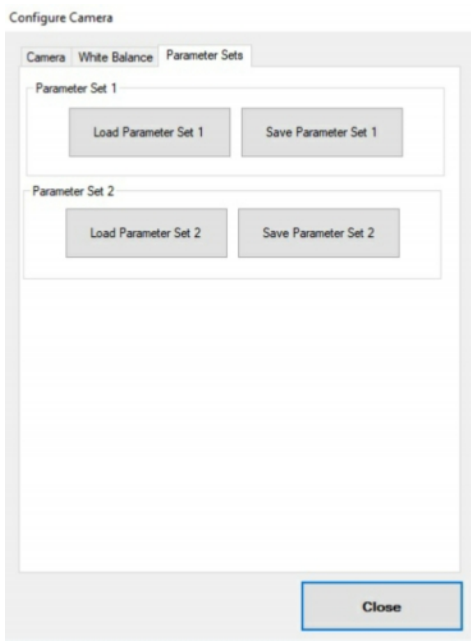 Configure Camera
Camera White Balance Parameter Sets
Parameter Set 1
Load Parameter Set 1 Save Parameter Set 1
Parameter Set 2
Load Parameter Set 2 Save Parameter Set 2
Close